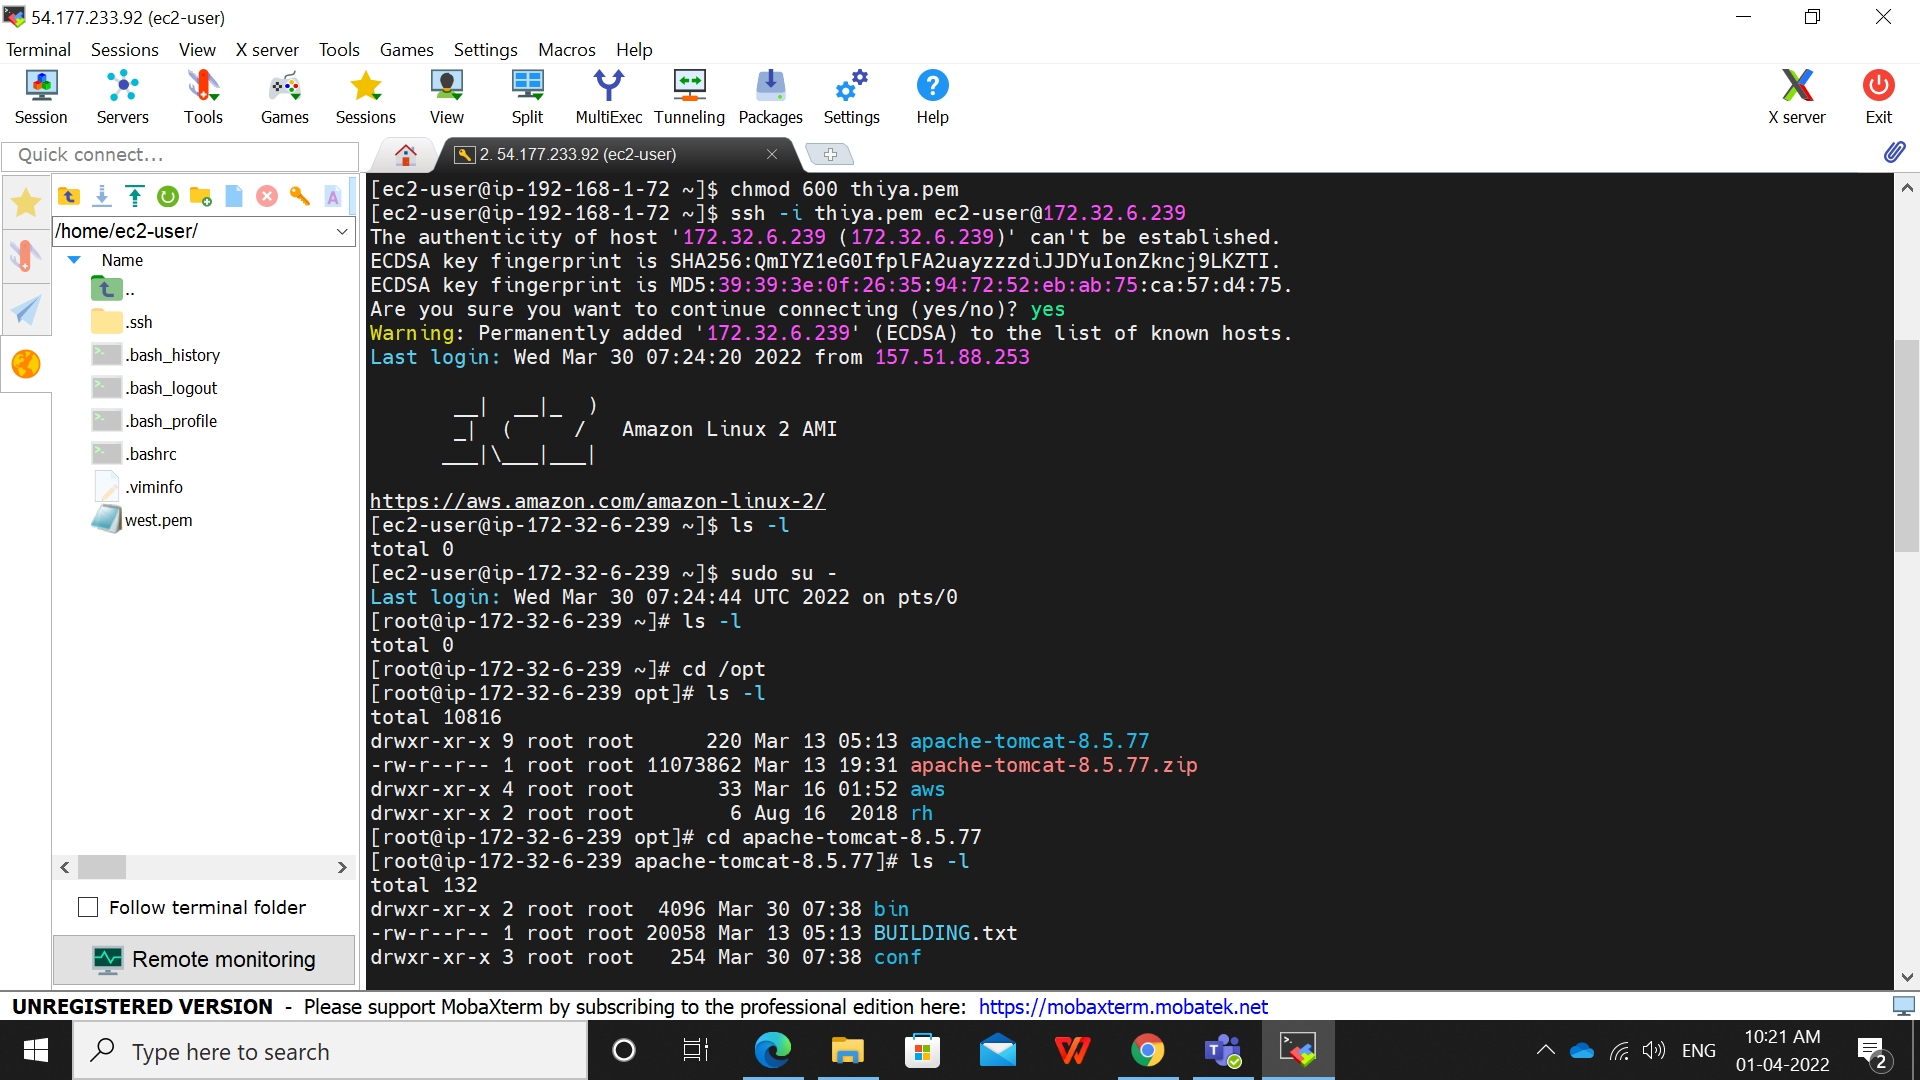 54.177.233.92 (ec2-user)
Terminal Sessions View X server Tools Games Settings Macros Help
Session Servers Tools Games Sessions View Split MultiExec Tunneling Packages Settings Help X server Exit
Quick connect...
2. 54.177.233.92 (ec2-user)
/home/ec2-user/
Name
..
.ssh
.bash_history
.bash_logout
.bash_profile
.bashrc
.viminfo
west.pem
Follow terminal folder
Remote monitoring
[ec2-user@ip-192-168-1-72 ~]$ chmod 600 thiya.pem
[ec2-user@ip-192-168-1-72 ~]$ ssh -i thiya.pem ec2-user@172.32.6.239
The authenticity of host '172.32.6.239 (172.32.6.239)' can't be established.
ECDSA key fingerprint is SHA256:QmIYZ1eG0IfplFA2uayzzzdiJJDYuIonZkncj9LKZTI.
ECDSA key fingerprint is MD5:39:39:3e:0f:26:35:94:72:52:eb:ab:75:ca:57:d4:75.
Are you sure you want to continue connecting (yes/no)? yes
Warning: Permanently added '172.32.6.239' (ECDSA) to the list of known hosts.
Last login: Wed Mar 30 07:24:20 2022 from 157.51.88.253
       __|  __|_  )
       _|  (     /   Amazon Linux 2 AMI
      ___|\___|___|
https://aws.amazon.com/amazon-linux-2/
[ec2-user@ip-172-32-6-239 ~]$ ls -l
total 0
[ec2-user@ip-172-32-6-239 ~]$ sudo su -
Last login: Wed Mar 30 07:24:44 UTC 2022 on pts/0
[root@ip-172-32-6-239 ~]# ls -l
total 0
[root@ip-172-32-6-239 ~]# cd /opt
[root@ip-172-32-6-239 opt]# ls -l
total 10816
drwxr-xr-x 9 root root      220 Mar 13 05:13 apache-tomcat-8.5.77
-rw-r--r-- 1 root root 11073862 Mar 13 19:31 apache-tomcat-8.5.77.zip
drwxr-xr-x 4 root root       33 Mar 16 01:52 aws
drwxr-xr-x 2 root root        6 Aug 16  2018 rh
[root@ip-172-32-6-239 opt]# cd apache-tomcat-8.5.77
[root@ip-172-32-6-239 apache-tomcat-8.5.77]# ls -l
total 132
drwxr-xr-x 2 root root  4096 Mar 30 07:38 bin
-rw-r--r-- 1 root root 20058 Mar 13 05:13 BUILDING.txt
drwxr-xr-x 3 root root   254 Mar 30 07:38 conf
UNREGISTERED VERSION - Please support MobaXterm by subscribing to the professional edition here: https://mobaxterm.mobatek.net
Type here to search
ENG
10:21 AM
01-04-2022
2